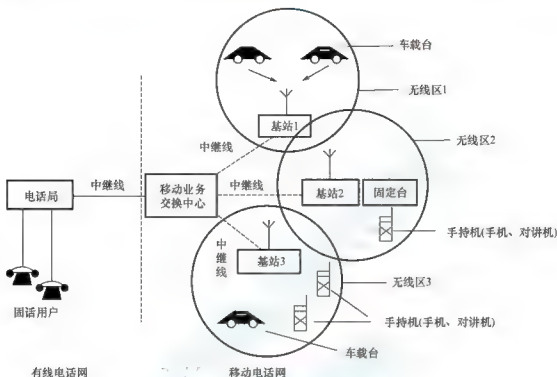 车载台
无线区1
基站1
中继线
无线区2
电话局
中继线
移动业务
交换中心
中继线
基站2
固定台
手持机(手机、对讲机)
中继线
基站3
无线区3
固话用户
手持机(手机、对讲机)
车载台
有线电话网
移动电话网